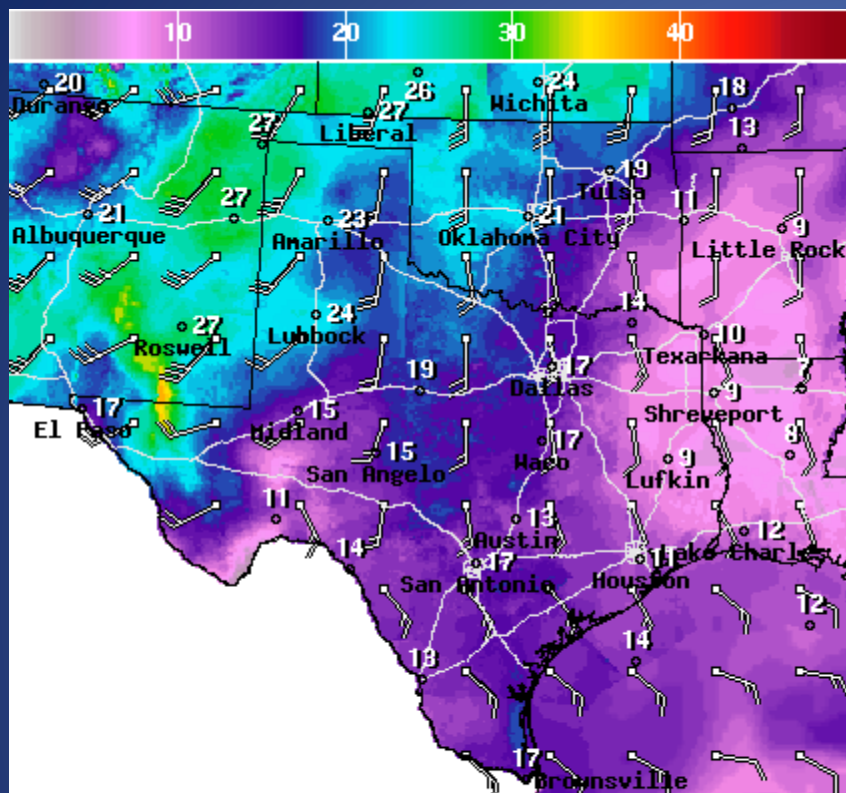 10 20 30 40
20 26 24 18
Durango Wichita
27 27
Liberal
13
19
Tulsa
21 27 23 21 11 9
Albuquerque Amarillo Oklahoma City Little Rock
27 24 14 10
Roswell Lubbock Texarkana
17 19 17 9 7
Dallas
15 Shreveport
El Paso Midland
15 17 9 8
San Angelo Waco Lufkin
11 13 12
Austin Lake Charles
14 17
San Antonio Houston
12
14
13
17
Brownsville